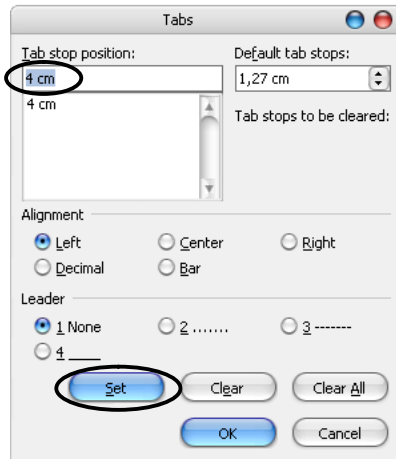 Tabs
Tab stop position:
Default tab stops:
4 cm
1,27 cm
4 cm
Tab stops to be cleared:
Alignment
Left Center Right
Decimal Bar
Leader
1 None 2 ....... 3 -------
4 ____
Set Clear Clear All
OK Cancel